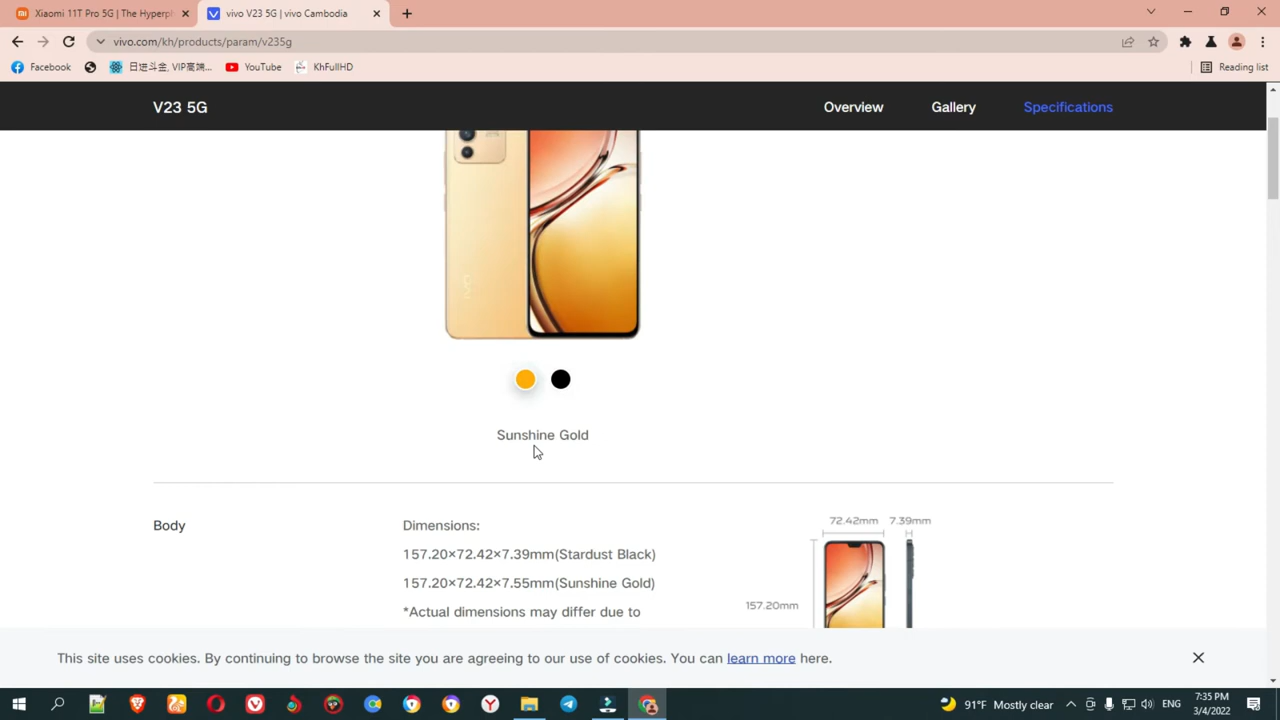 Xiaomi 11T Pro 5G | The Hyperph
vivo V23 5G | vivo Cambodia
vivo.com/kh/products/param/v235g
Facebook
日进斗金, VIP高端...
YouTube
KhFullHD
Reading list
V23 5G
Overview
Gallery
Specifications
Sunshine Gold
Body
Dimensions:
157.20×72.42×7.39mm(Stardust Black)
157.20×72.42×7.55mm(Sunshine Gold)
*Actual dimensions may differ due to
72.42mm
7.39mm
157.20mm
This site uses cookies. By continuing to browse the site you are agreeing to our use of cookies. You can learn more here.
91°F Mostly clear
ENG
7:35 PM
3/4/2022